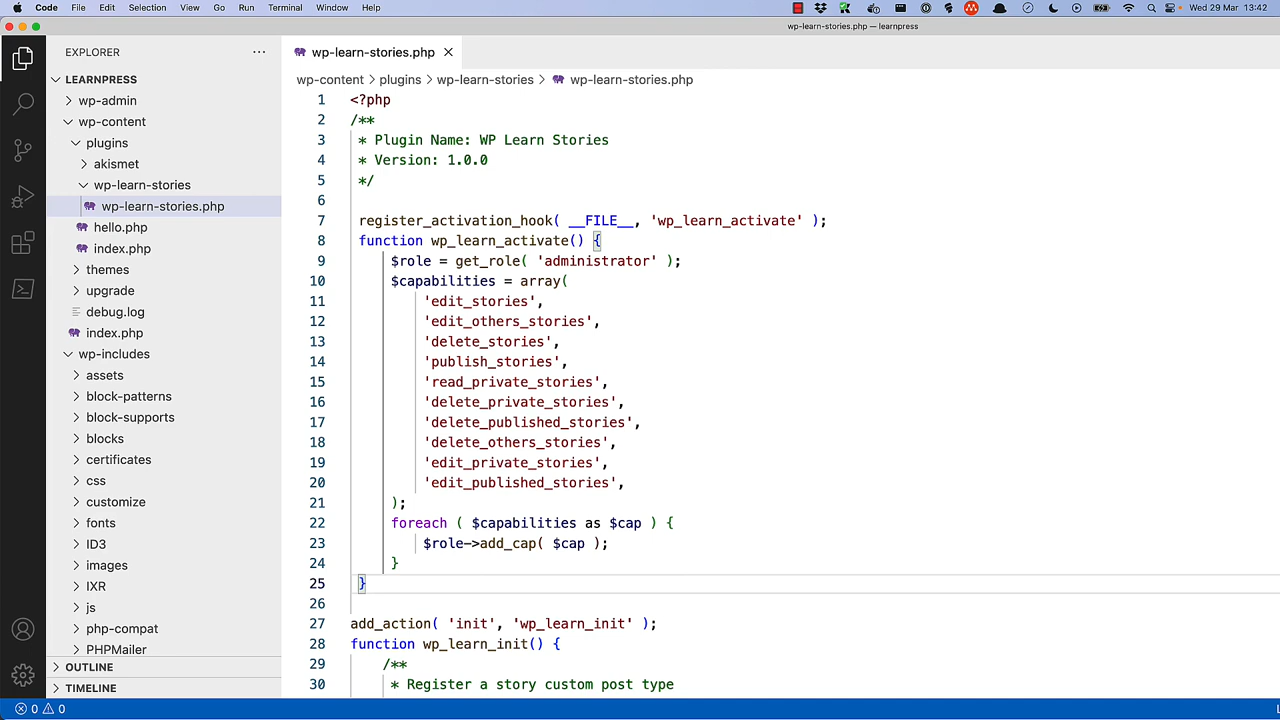 Code File Edit Selection View Go Run Terminal Window Help Wed 29 Mar 13:42
wp-learn-stories.php — learnpress
EXPLORER
LEARNPRESS
wp-admin
wp-content
plugins
akismet
wp-learn-stories
wp-learn-stories.php
hello.php
index.php
themes
upgrade
debug.log
index.php
wp-includes
assets
block-patterns
block-supports
blocks
certificates
css
customize
fonts
ID3
images
IXR
js
php-compat
PHPMailer
OUTLINE
TIMELINE
wp-learn-stories.php
wp-content > plugins > wp-learn-stories > wp-learn-stories.php
1 <?php
2 /**
3 * Plugin Name: WP Learn Stories
4 * Version: 1.0.0
5 */
6
7 register_activation_hook( __FILE__, 'wp_learn_activate' );
8 function wp_learn_activate() {
9 $role = get_role( 'administrator' );
10 $capabilities = array(
11 'edit_stories',
12 'edit_others_stories',
13 'delete_stories',
14 'publish_stories',
15 'read_private_stories',
16 'delete_private_stories',
17 'delete_published_stories',
18 'delete_others_stories',
19 'edit_private_stories',
20 'edit_published_stories',
21 );
22 foreach ( $capabilities as $cap ) {
23 $role->add_cap( $cap );
24 }
25 }
26
27 add_action( 'init', 'wp_learn_init' );
28 function wp_learn_init() {
29 /**
30 * Register a story custom post type
0 0